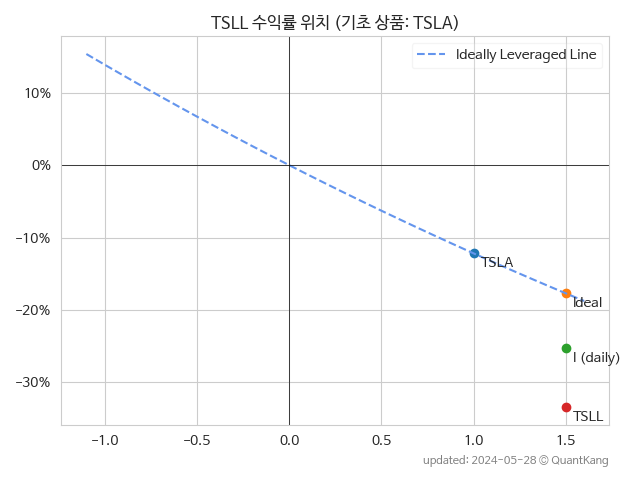 TSLL 수익률 위치 (기초 상품: TSLA)
Ideally Leveraged Line
10%
0%
−10%
−20%
−30%
TSLA
Ideal
I (daily)
TSLL
−1.0
−0.5
0.0
0.5
1.0
1.5
updated: 2024-05-28 © QuantKang